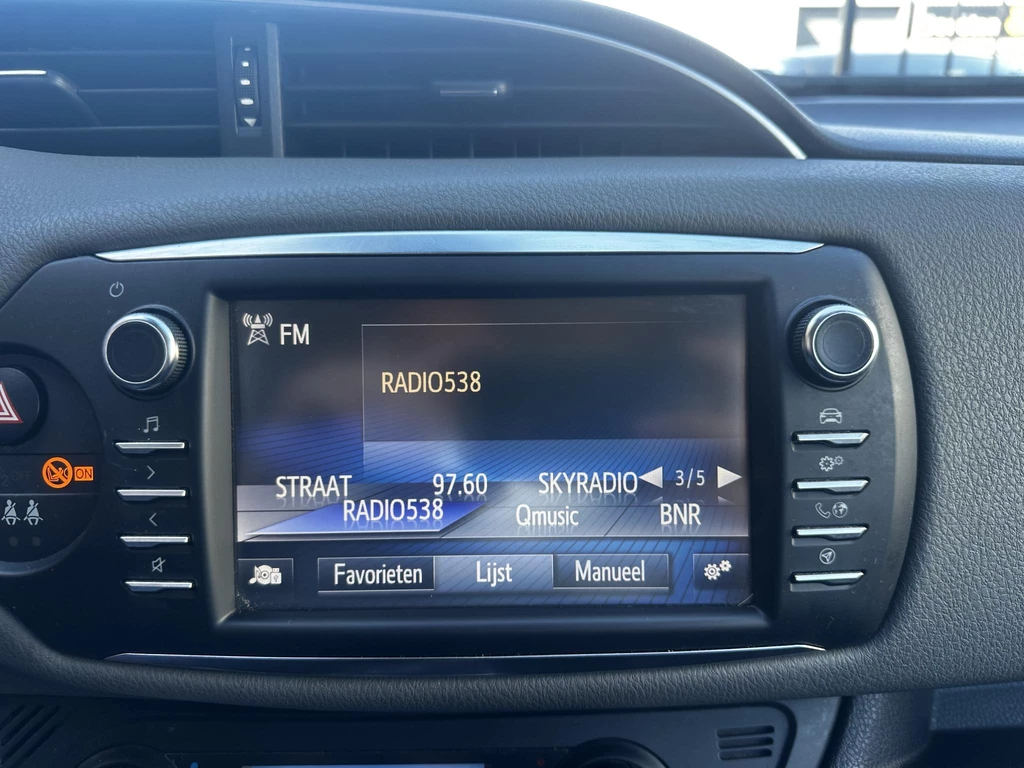 FM
RADIO538
STRAAT 97.60 SKYRADIO 3/5
RADIO538 Qmusic BNR
Favorieten Lijst Manueel
ON